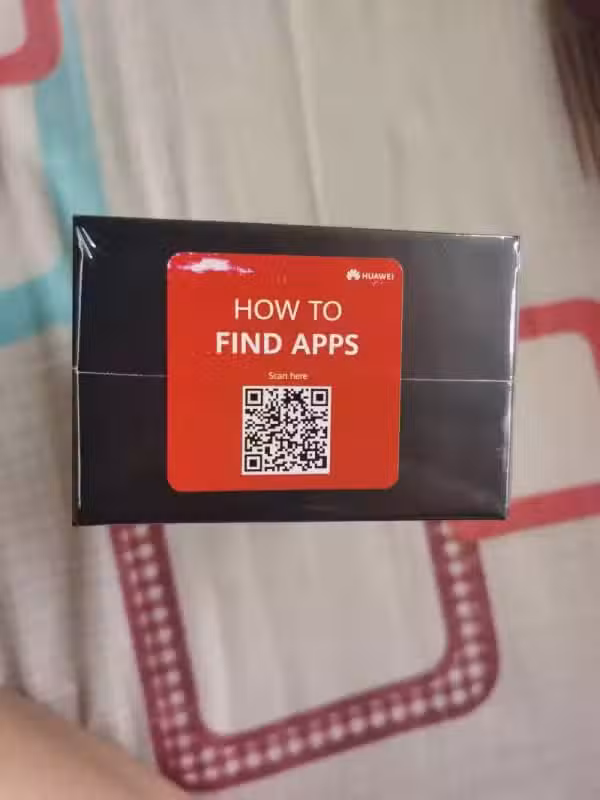 HUAWEI
HOW TO
FIND APPS
Scan here